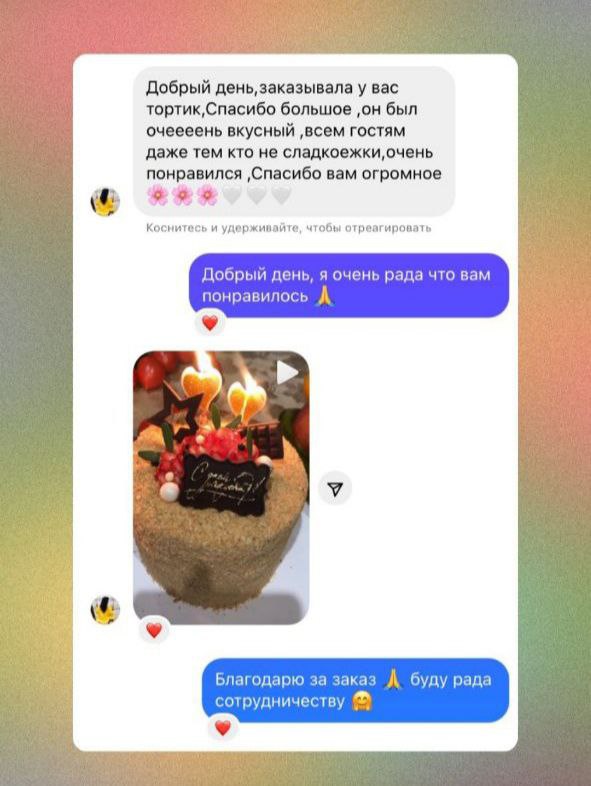 Добрый день,заказывала у вас
тортик,Спасибо большое ,он был
очеееень вкусный ,всем гостям
даже тем кто не сладкоежки,очень
понравился ,Спасибо вам огромное
🌸🌸🌸🤍🤍🤍
Коснитесь и удерживайте, чтобы отреагировать
Добрый день, я очень рада что вам
понравилось 🙏
С днём
рождения!
Благодарю за заказ 🙏 буду рада
сотрудничеству 🤗